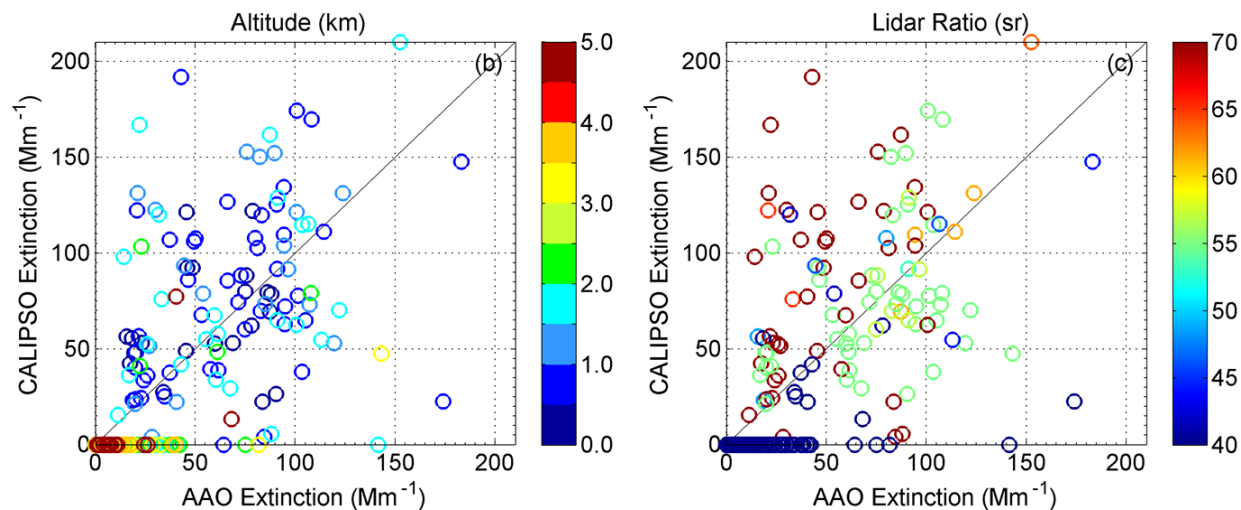 Altitude (km)
CALIPSO Extinction (Mm⁻¹)
200
150
100
50
0
(b)
0 50 100 150 200
AAO Extinction (Mm⁻¹)
5.0
4.0
3.0
2.0
1.0
0.0
Lidar Ratio (sr)
CALIPSO Extinction (Mm⁻¹)
200
150
100
50
0
(c)
0 50 100 150 200
AAO Extinction (Mm⁻¹)
70
65
60
55
50
45
40